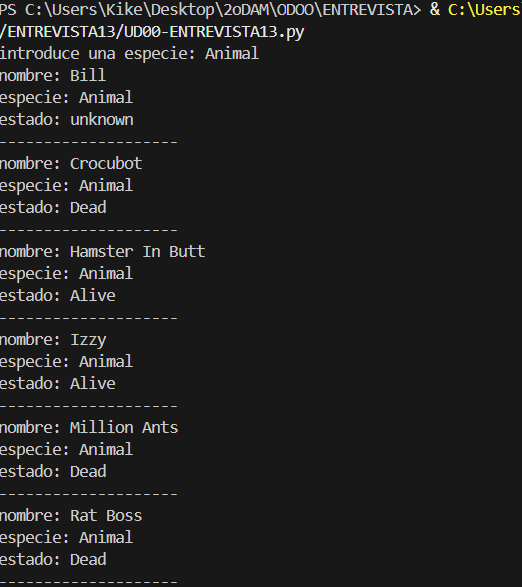 PS C:\Users\Kike\Desktop\2oDAM\ODOO\ENTREVISTA> & C:\Users
/ENTREVISTA13/UD00-ENTREVISTA13.py
introduce una especie: Animal
nombre: Bill
especie: Animal
estado: unknown
--------------------
nombre: Crocubot
especie: Animal
estado: Dead
--------------------
nombre: Hamster In Butt
especie: Animal
estado: Alive
--------------------
nombre: Izzy
especie: Animal
estado: Alive
--------------------
nombre: Million Ants
especie: Animal
estado: Dead
--------------------
nombre: Rat Boss
especie: Animal
estado: Dead
--------------------